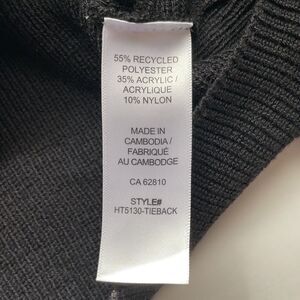 55% RECYCLED
POLYESTER
35% ACRYLIC /
ACRYLIQUE
10% NYLON
MADE IN
CAMBODIA /
FABRIQUÉ
AU CAMBODGE
CA 62810
STYLE#
HT5130-TIEBACK